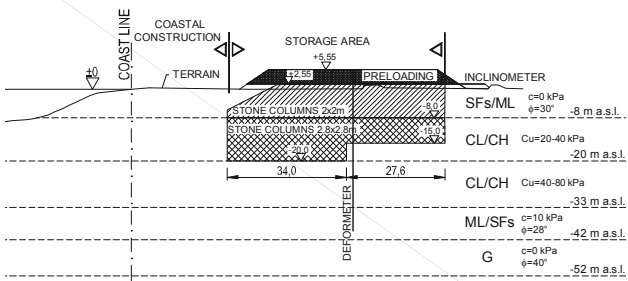 COAST LINE
COASTAL
CONSTRUCTION
STORAGE AREA
±0
TERRAIN
+5,55
+2,55
PRELOADING
INCLINOMETER
STONE COLUMNS 2x2m
-8,0
SFs/ML
c=0 kPa
ϕ=30°
-8 m a.s.l.
STONE COLUMNS 2.8x2.8m
-15,0
-20,0
CL/CH
Cu=20-40 kPa
-20 m a.s.l.
34,0
27,6
DEFORMETER
CL/CH
Cu=40-80 kPa
-33 m a.s.l.
ML/SFs
c=10 kPa
ϕ=28°
-42 m a.s.l.
G
c=0 kPa
ϕ=40°
-52 m a.s.l.